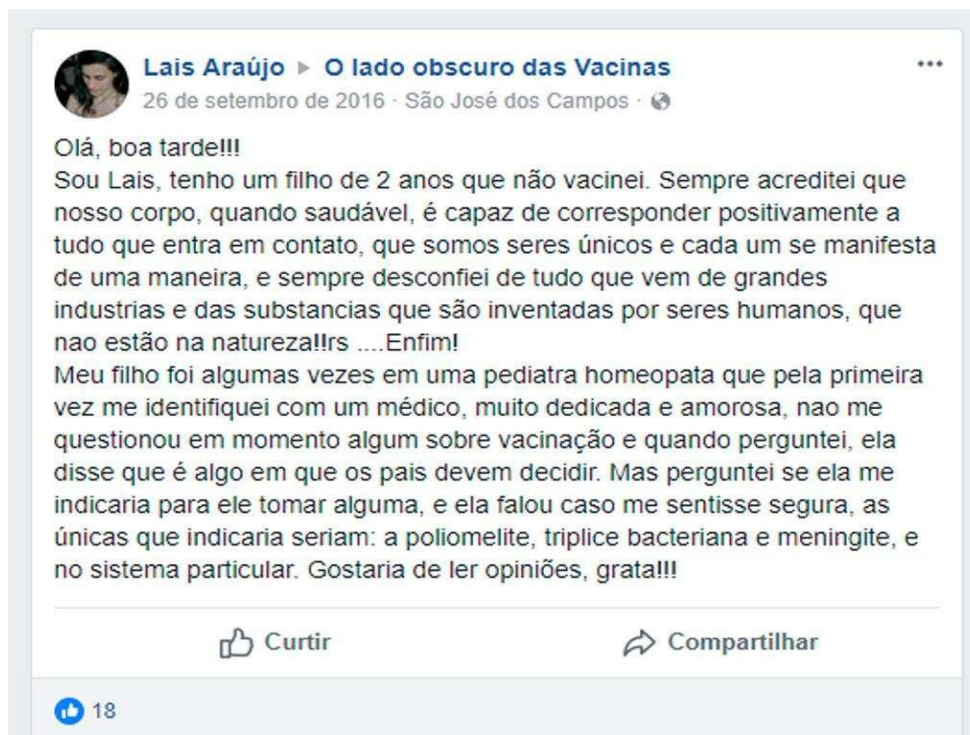 Lais Araújo ▸ O lado obscuro das Vacinas
26 de setembro de 2016 · São José dos Campos ·
Olá, boa tarde!!!
Sou Lais, tenho um filho de 2 anos que não vacinei. Sempre acreditei que
nosso corpo, quando saudável, é capaz de corresponder positivamente a
tudo que entra em contato, que somos seres únicos e cada um se manifesta
de uma maneira, e sempre desconfiei de tudo que vem de grandes
industrias e das substancias que são inventadas por seres humanos, que
nao estão na natureza!!rs ....Enfim!
Meu filho foi algumas vezes em uma pediatra homeopata que pela primeira
vez me identifiquei com um médico, muito dedicada e amorosa, nao me
questionou em momento algum sobre vacinação e quando perguntei, ela
disse que é algo em que os pais devem decidir. Mas perguntei se ela me
indicaria para ele tomar alguma, e ela falou caso me sentisse segura, as
únicas que indicaria seriam: a poliomelite, triplice bacteriana e meningite, e
no sistema particular. Gostaria de ler opiniões, grata!!!
Curtir Compartilhar
18